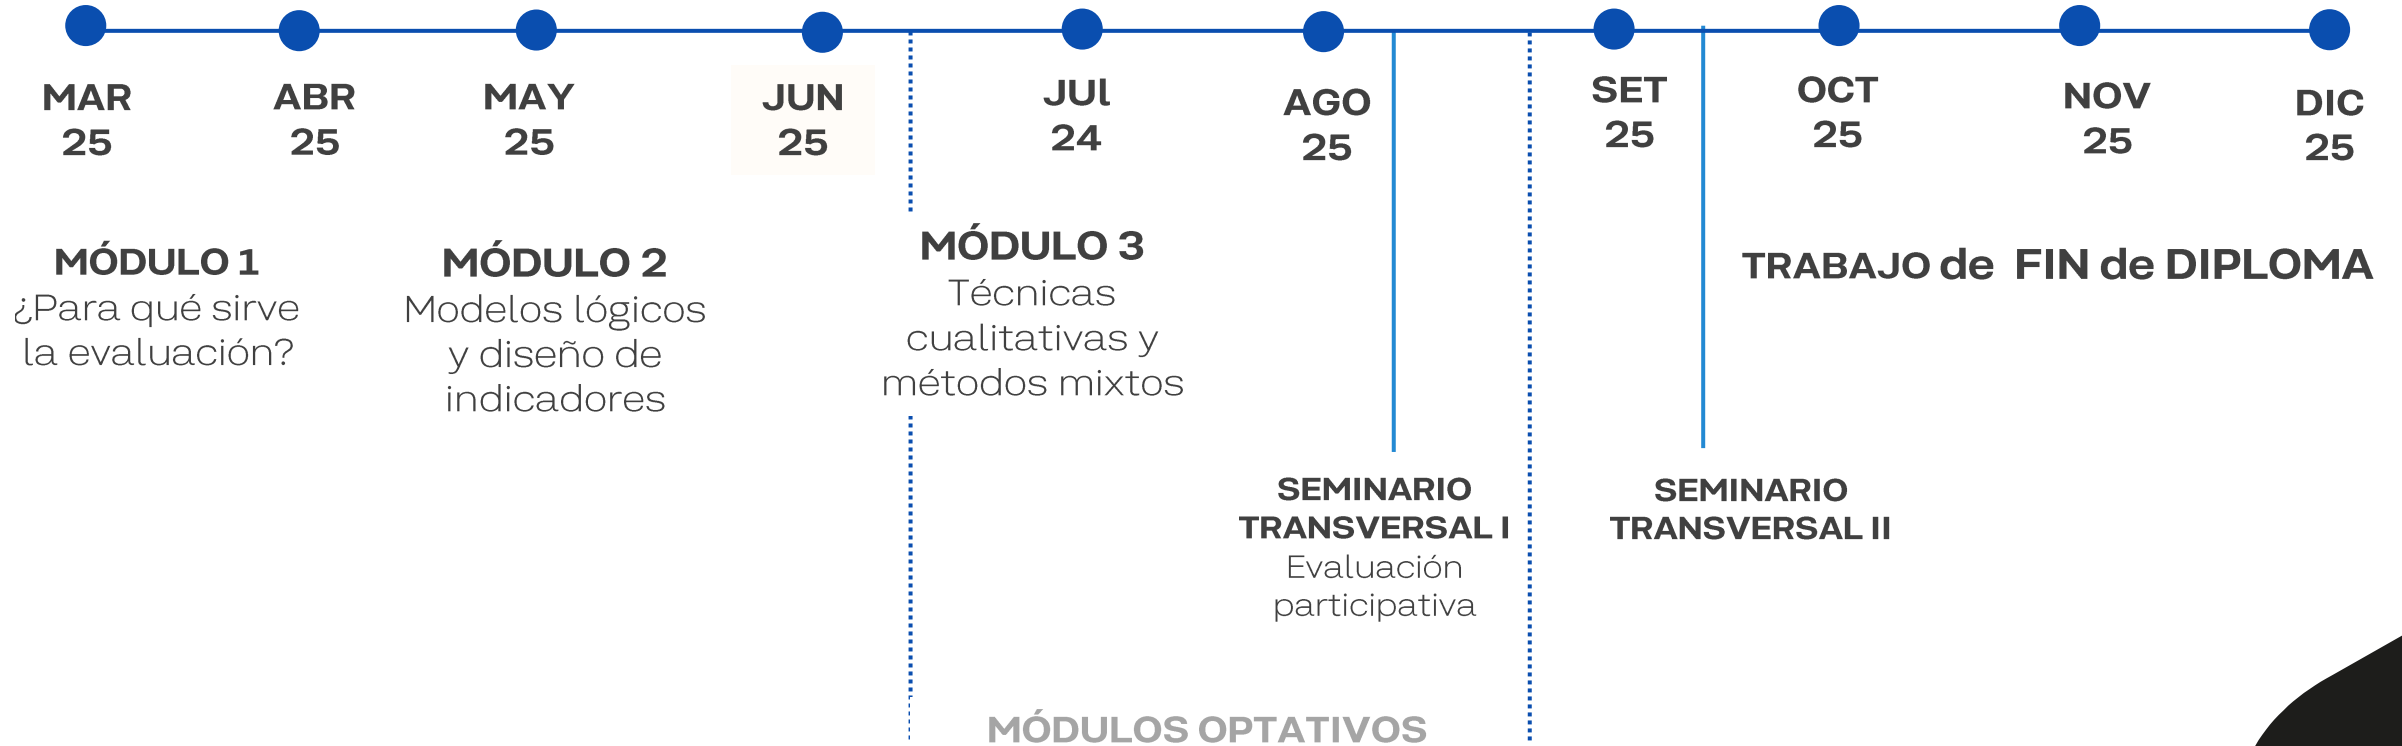 MAR
25
ABR
25
MAY
25
JUN
25
JUl
24
AGO
25
SET
25
OCT
25
NOV
25
DIC
25
MÓDULO 1
¿Para qué sirve
la evaluación?
MÓDULO 2
Modelos lógicos
y diseño de
indicadores
MÓDULO 3
Técnicas
cualitativas y
métodos mixtos
TRABAJO de FIN de DIPLOMA
SEMINARIO
TRANSVERSAL I
Evaluación
participativa
SEMINARIO
TRANSVERSAL II
MÓDULOS OPTATIVOS